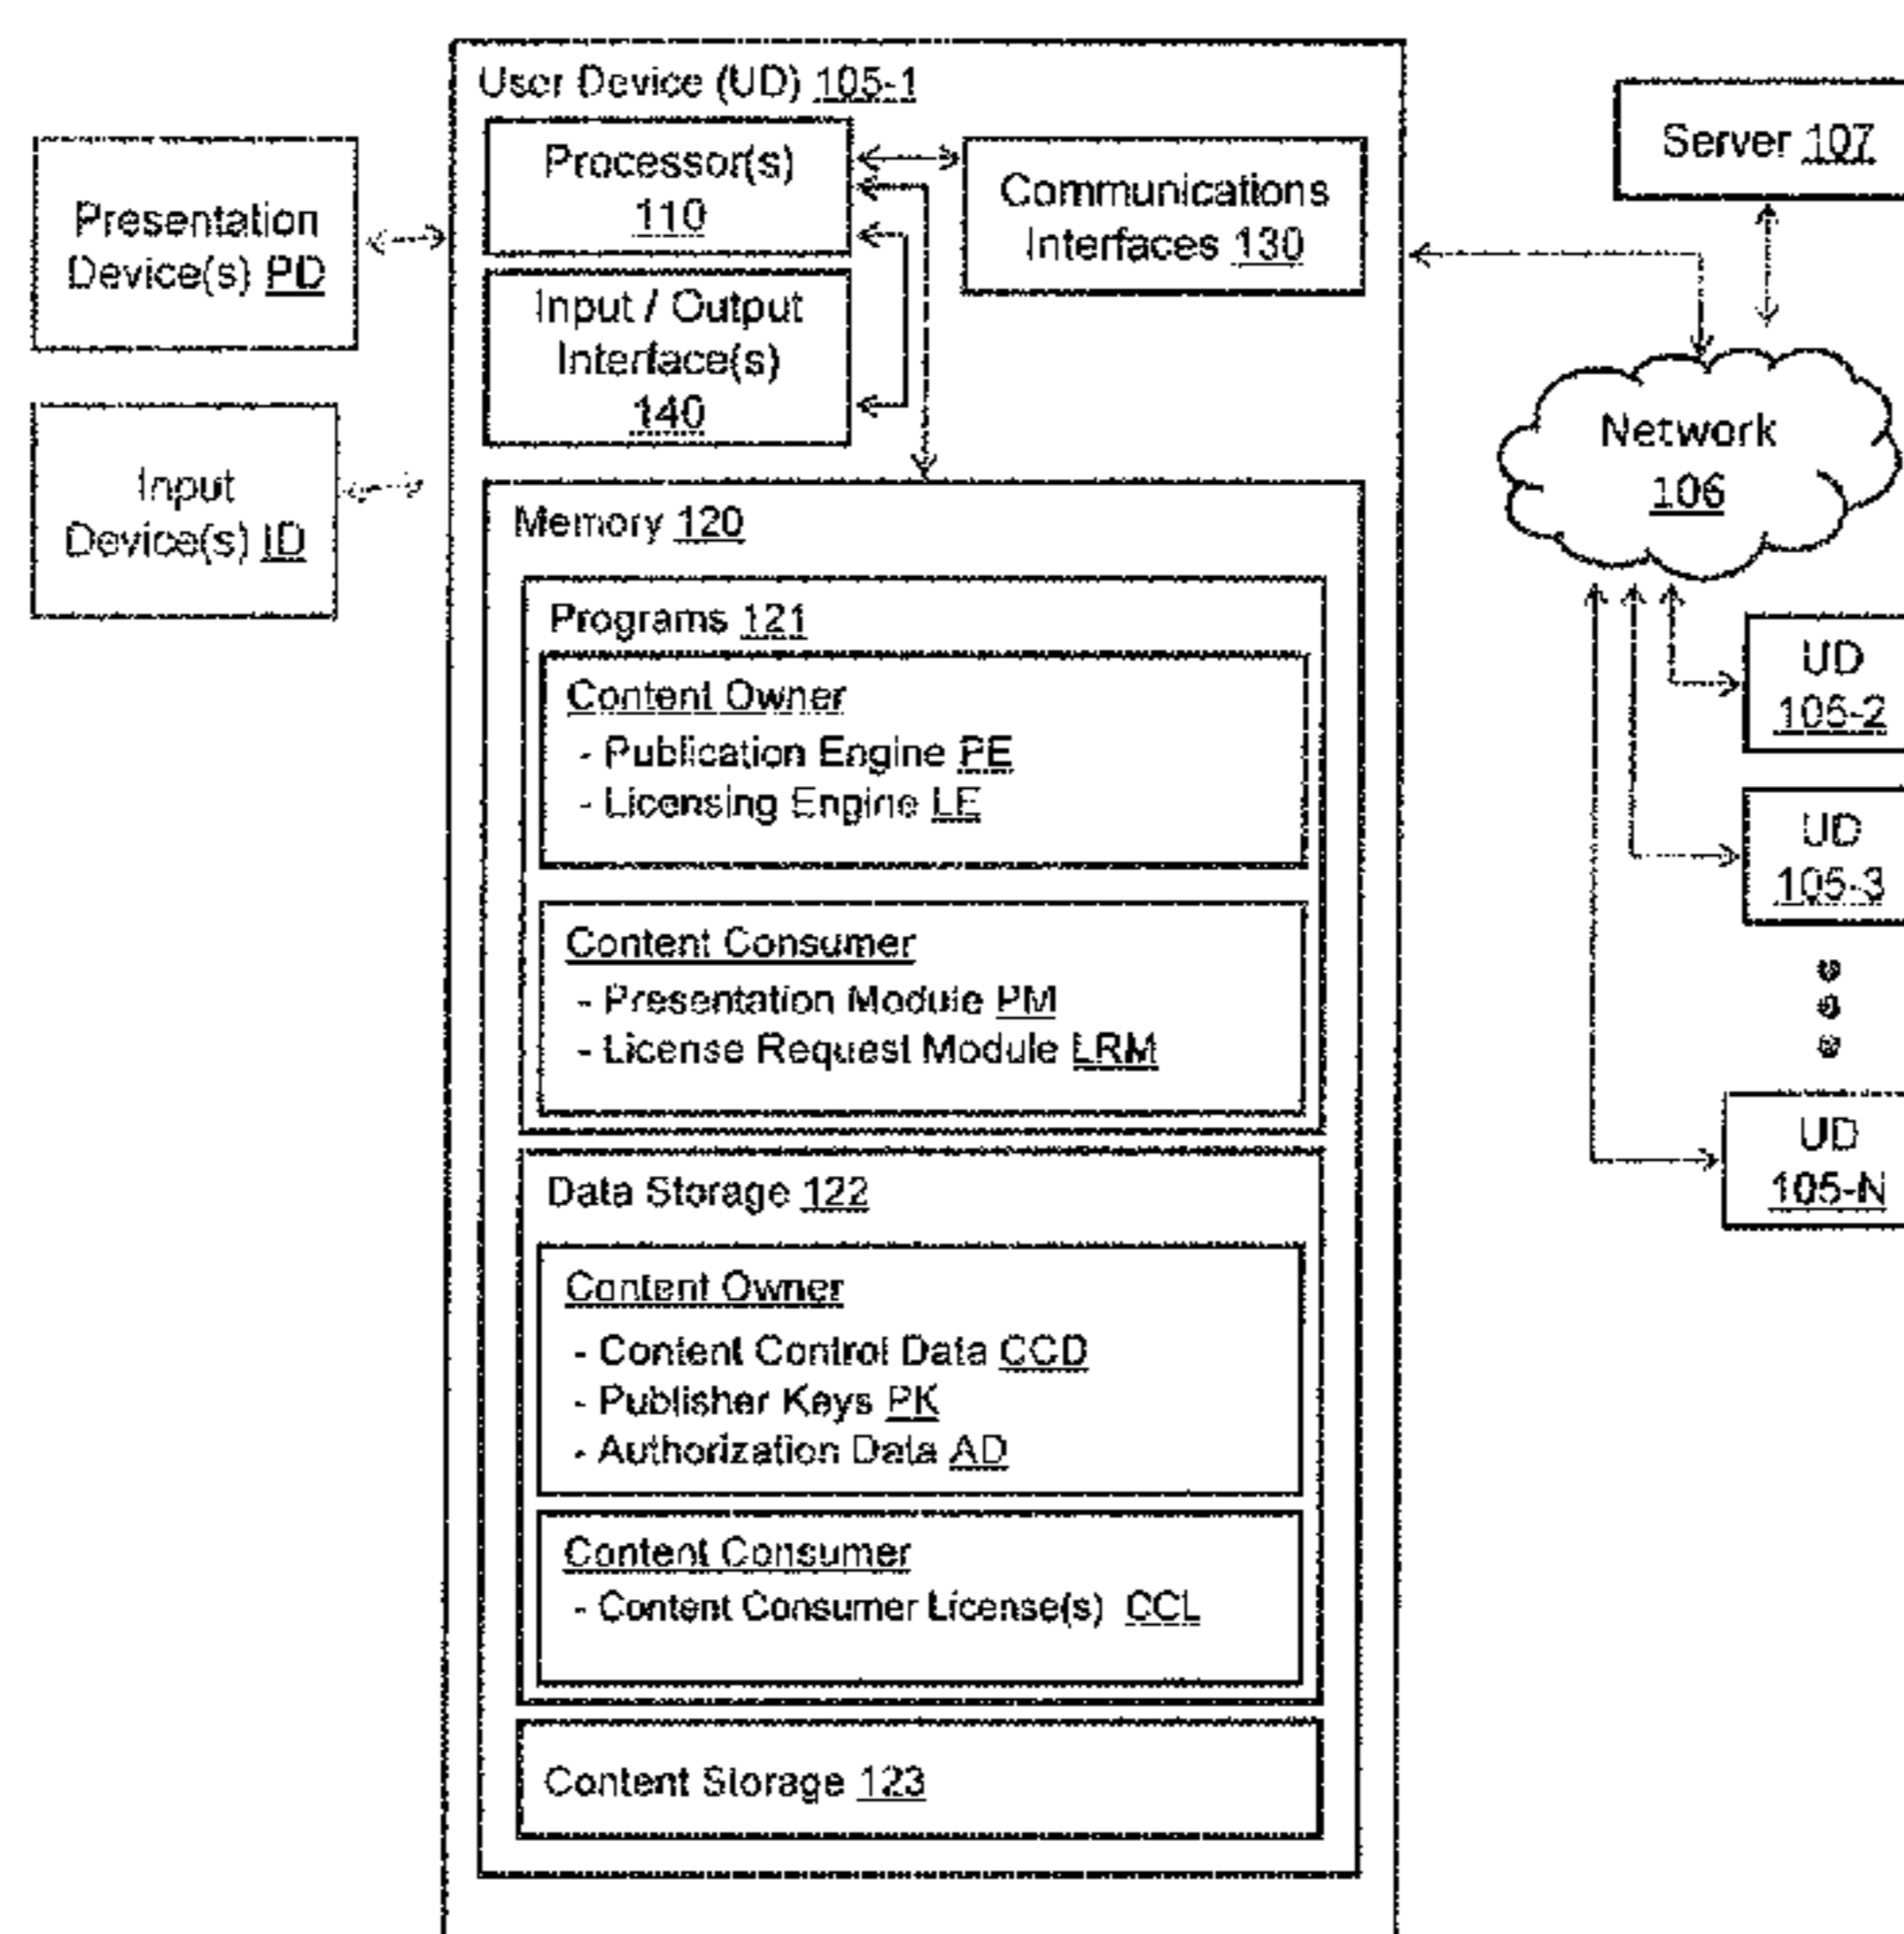 User Device (UD) 105-1
Processor(s)
110
Communications
Interfaces 130
Input / Output
Interface(s)
140
Presentation
Device(s) PD
Input
Device(s) ID
Memory 120
Programs 121
Content Owner
- Publication Engine PE
- Licensing Engine LE
Content Consumer
- Presentation Module PM
- License Request Module LRM
Data Storage 122
Content Owner
- Content Control Data CCD
- Publisher Keys PK
- Authorization Data AD
Content Consumer
- Content Consumer License(s) CCL
Content Storage 123
Server 107
Network
106
UD
105-2
UD
105-3
UD
105-N